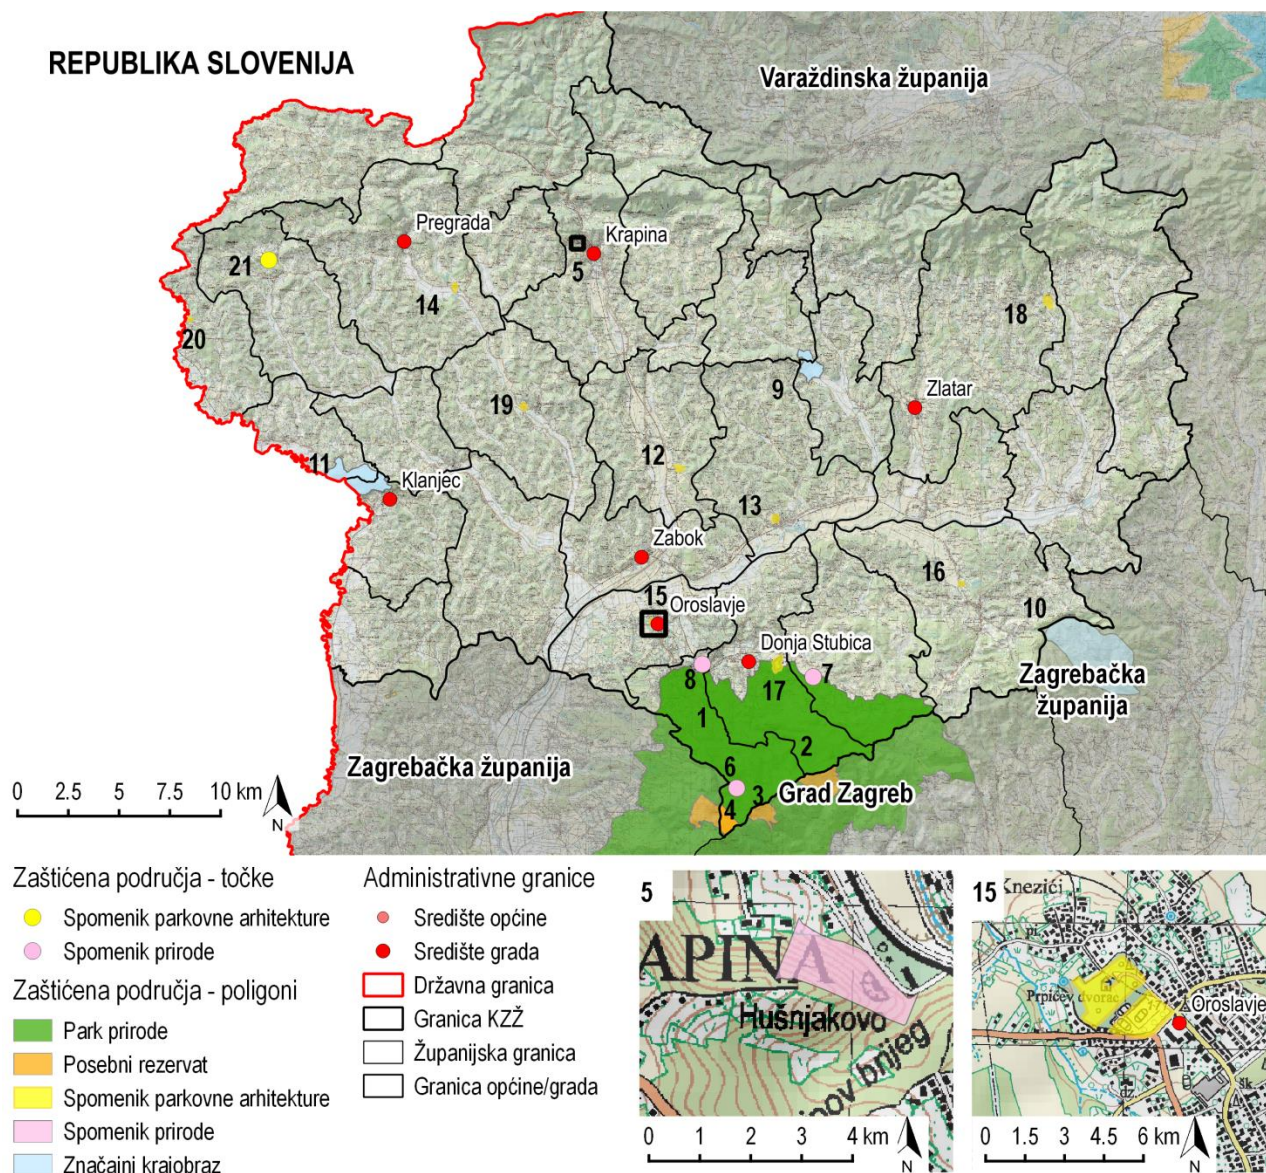 REPUBLIKA SLOVENIJA
Varaždinska županija
Pregrada
Krapina
21
5
14
18
20
9
Zlatar
19
11
12
Klanjec
13
Zabok
16
15
Oroslavje
10
Donja Stubica
8
17
7
Zagrebačka
županija
1
2
Zagrebačka županija
6
3
Grad Zagreb
4
0 2.5 5 7.5 10 km
N
Zaštićena područja - točke
Spomenik parkovne arhitekture
Spomenik prirode
Zaštićena područja - poligoni
Park prirode
Posebni rezervat
Spomenik parkovne arhitekture
Spomenik prirode
Značajni krajobraz
Administrativne granice
Središte općine
Središte grada
Državna granica
Granica KZŽ
Županijska granica
Granica općine/grada
5
APINA
Hušnjakovo
brijeg
0 1 2 3 4 km
N
15
Knezići
pr.
Prpićev dvorac
Oroslavje
dz.
šk
0 1.5 3 4.5 6 km
N